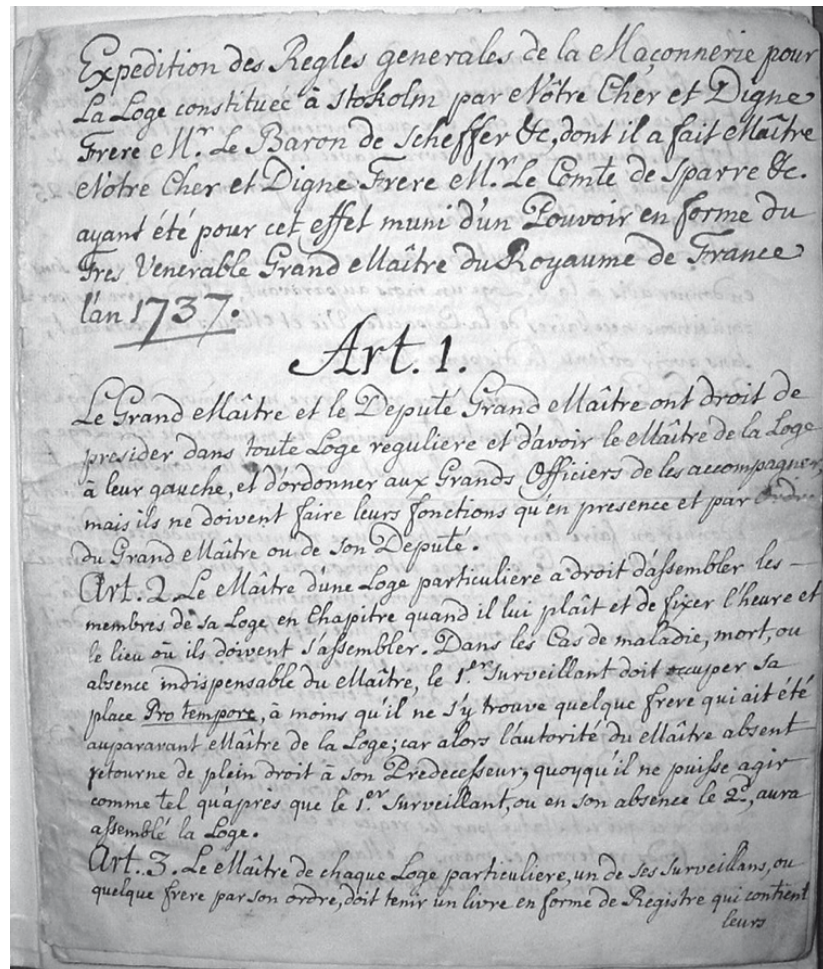 Expedition des Regles generales de la Maçonnerie pour
La Loge constituée à Stokolm par Nôtre Cher et Digne
Frere M.r Le Baron de Scheffer &c, dont il a fait Maître
Nôtre Cher et Digne Frere M.r Le Comte de Sparre &c.
ayant été pour cet effet muni d'un Pouvoir en forme du
Tres Venerable Grand Maître du Royaume de France
l'an 1737.
Art. 1.
Le Grand Maître et le Deputé Grand Maître ont droit de
presider dans toute Loge reguliere et d'avoir le Maître de la Loge
à leur gauche, et d'ordonner aux Grands Officiers de les accompagner,
mais ils ne doivent faire leurs fonctions qu'en presence et par Ordre
du Grand Maître ou de son Deputé.
Art. 2. Le Maître d'une Loge particuliere a droit d'assembler les –
membres de sa Loge en Chapitre quand il lui plaît et de fixer l'heure et
le lieu où ils doivent s'assembler. Dans les Cas de maladie, mort, ou
absence indispensable du Maître, le 1.er Surveillant doit occuper sa
place Pro tempore, à moins qu'il ne s'y trouve quelque frere qui ait été
auparavant Maître de la Loge; car alors l'autorité du Maître absent
retourne de plein droit à son Predecesseur, quoyqu'il ne puisse agir
comme tel qu'après que le 1.er Surveillant, ou en son absence le 2.d, aura
assemblé la Loge.
Art. 3. Le Maître de chaque Loge particuliere, un de ses Surveillans, ou
quelque frere par son ordre, doit tenir un livre en forme de Registre qui contient
leurs